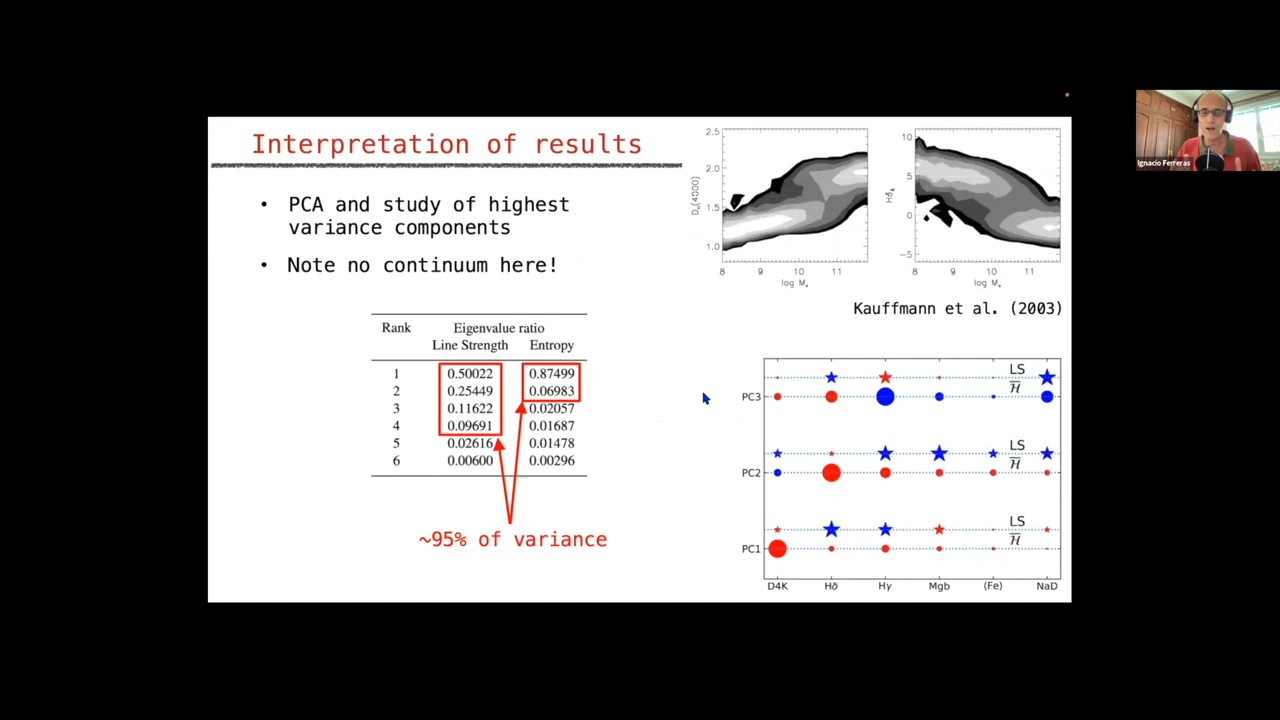 Interpretation of results
• PCA and study of highest
variance components
• Note no continuum here!
Rank Eigenvalue ratio
Line Strength Entropy
1 0.50022 0.87499
2 0.25449 0.06983
3 0.11622 0.02057
4 0.09691 0.01687
5 0.02616 0.01478
6 0.00600 0.00296
~95% of variance
2.5
2.0
1.5
1.0
Dn(4000)
8 9 10 11
log M*
10
5
0
−5
HδA
8 9 10 11
log M*
Kauffmann et al. (2003)
LS
PC3 H̅
LS
PC2 H̅
LS
PC1 H̅
D4K Hδ Hγ Mgb ⟨Fe⟩ NaD
Ignacio Ferreras